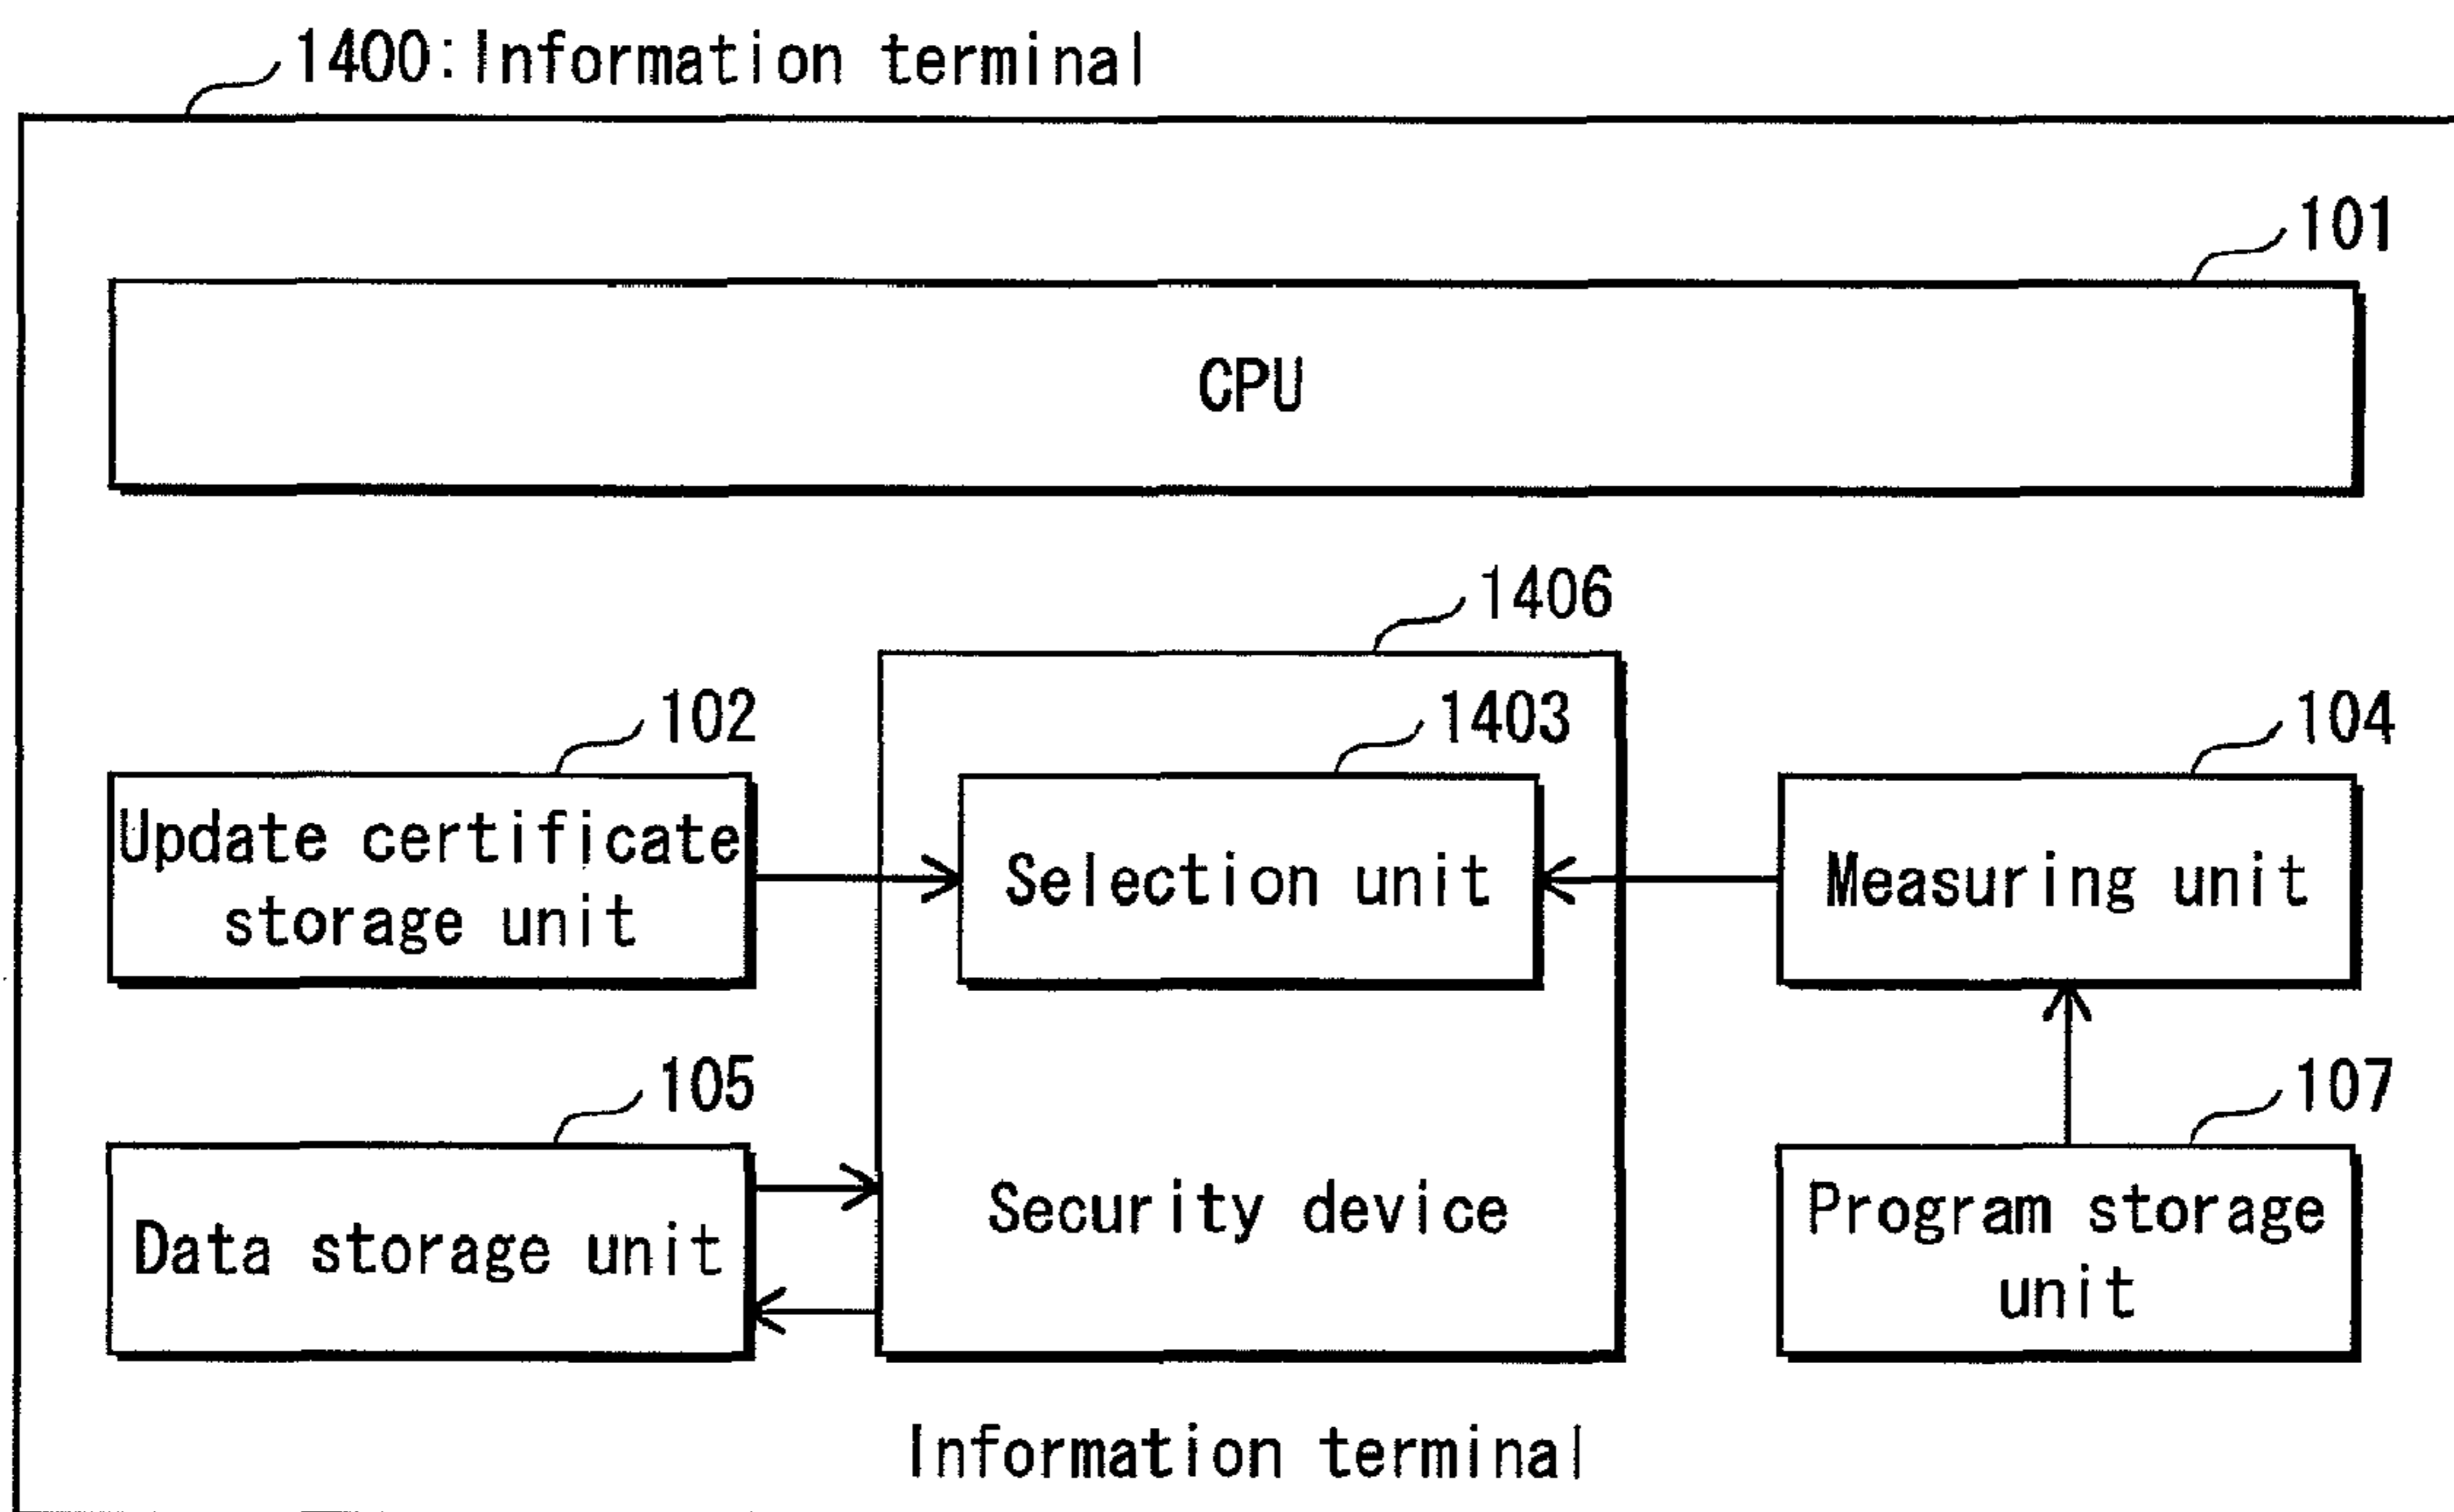 1400:Information terminal
101
CPU
1406
102
1403
104
Update certificate
storage unit
Selection unit
Measuring unit
105
107
Data storage unit
Security device
Program storage
unit
Information terminal